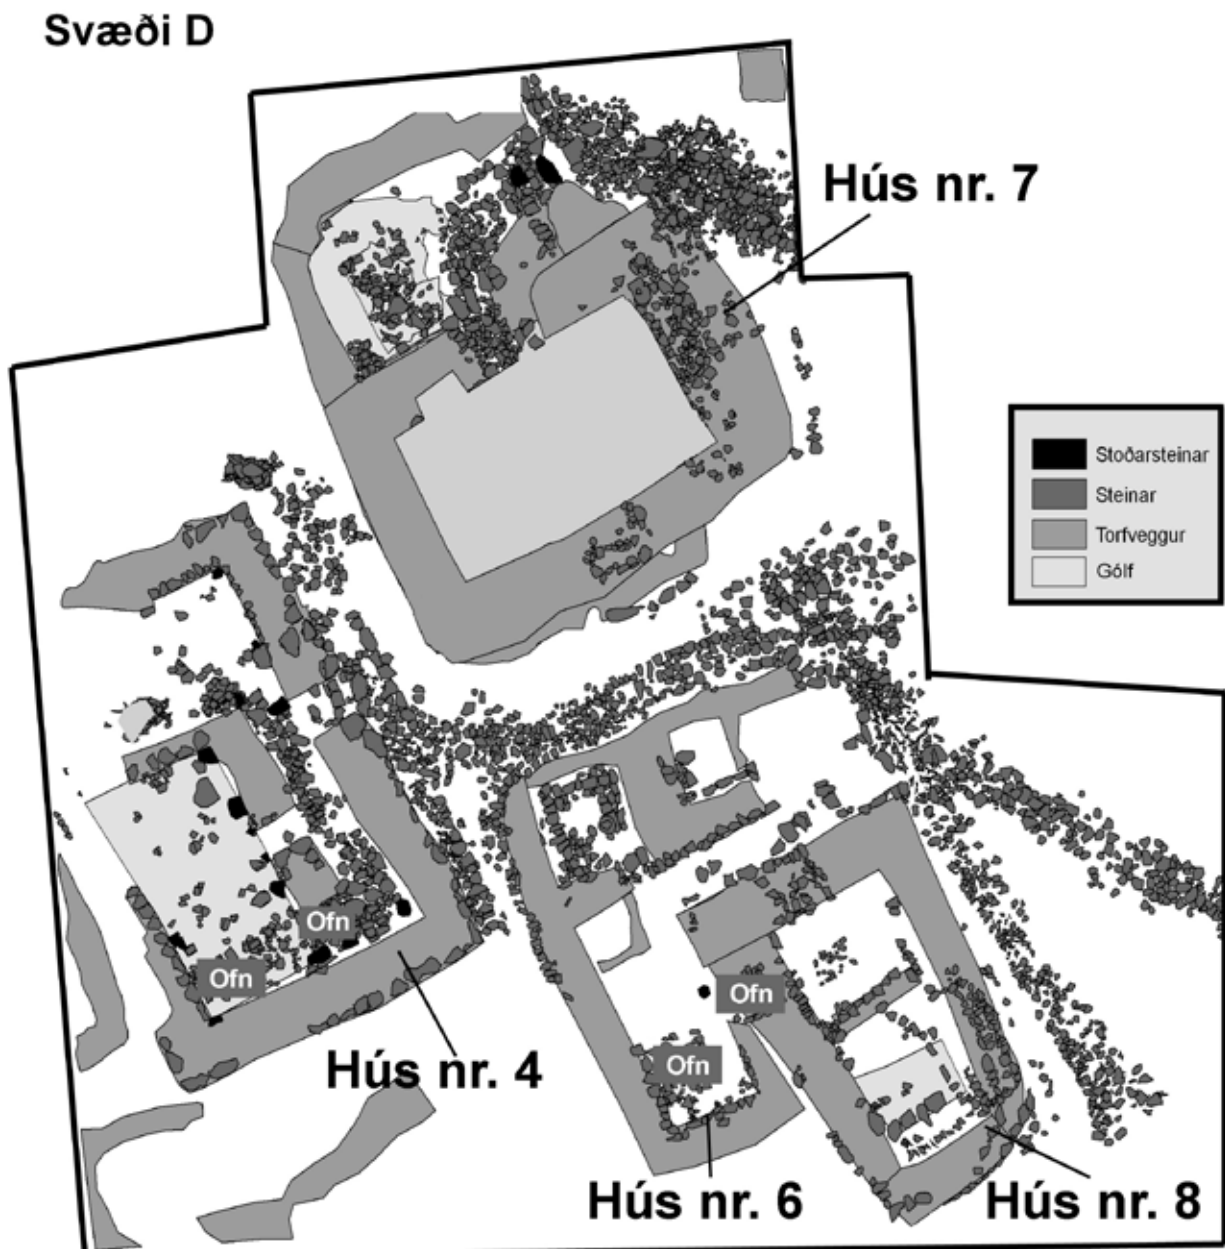 Svæði D
Hús nr. 7
Stoðarsteinar
Steinar
Torfveggur
Gólf
Ofn
Ofn
Ofn
Ofn
Hús nr. 4
Hús nr. 6
Hús nr. 8